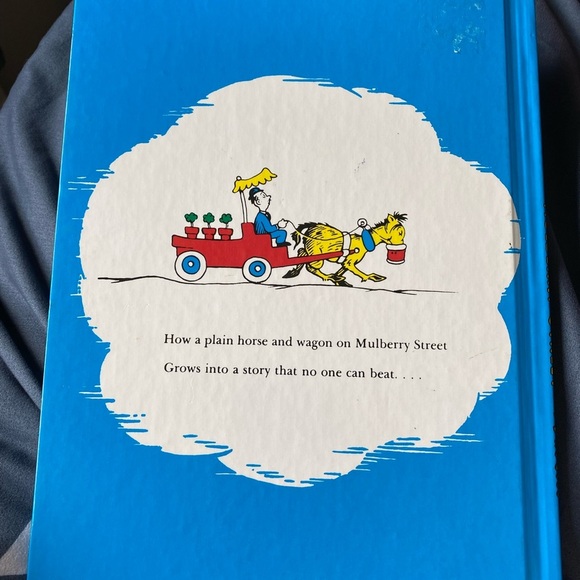 How a plain horse and wagon on Mulberry Street
Grows into a story that no one can beat. . . .